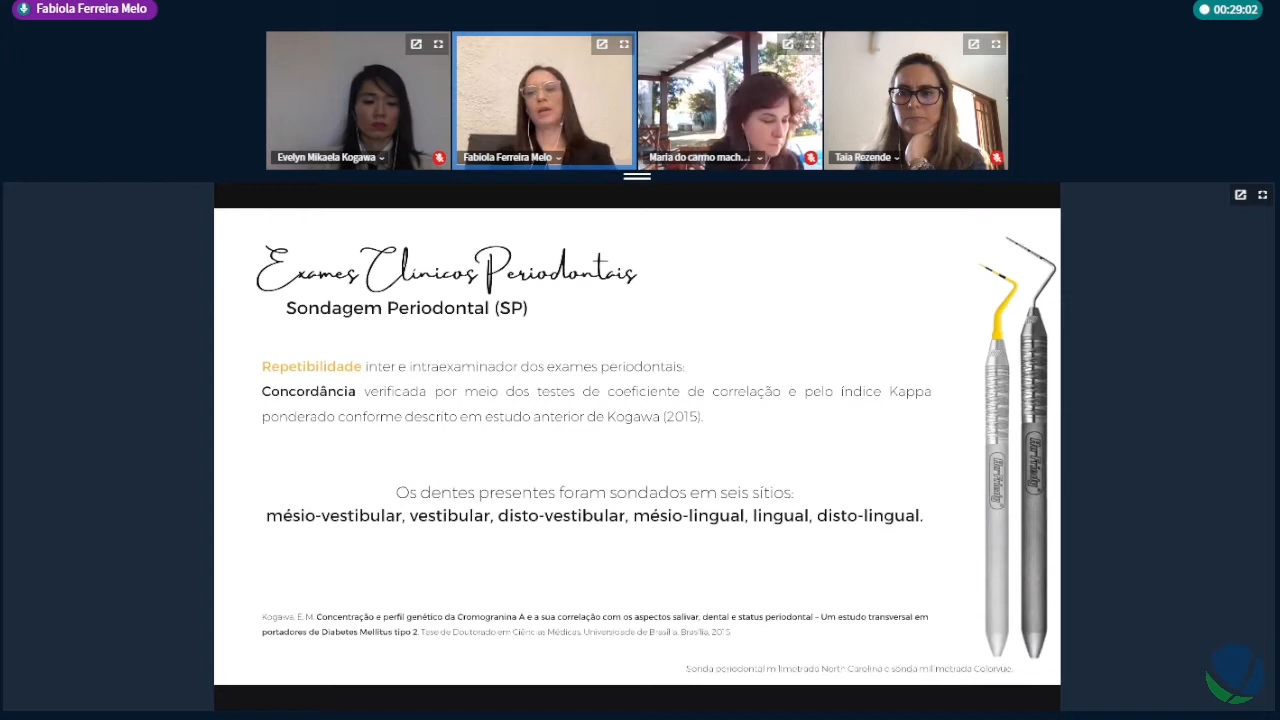 Fabiola Ferreira Melo
00:29:02
Evelyn Mikaela Kogawa
Fabiola Ferreira Melo
Maria do carmo mach...
Taia Rezende
Exames Clínicos Periodontais
Sondagem Periodontal (SP)
Repetibilidade inter e intraexaminador dos exames periodontais:
Concordância verificada por meio dos testes de coeficiente de correlação e pelo índice Kappa
ponderado conforme descrito em estudo anterior de Kogawa (2015).
Os dentes presentes foram sondados em seis sítios:
mésio-vestibular, vestibular, disto-vestibular, mésio-lingual, lingual, disto-lingual.
Hu-Friedy
Hu-Friedy
Kogawa, E. M. Concentração e perfil genético da Cromogranina A e a sua correlação com os aspectos salivar, dental e status periodontal – Um estudo transversal em
portadores de Diabetes Mellitus tipo 2. Tese de Doutorado em Ciências Médicas. Universidade de Brasília, Brasília, 2015.
Sonda periodontal milimetrada North Carolina e sonda milimetrada Colorvue.